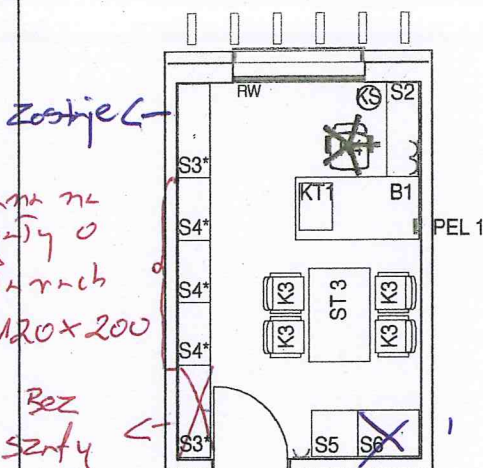 RW
KS
S2
Zostaje
S3*
KT1
B1
PEL 1
S4*
S4*
K3
ST 3
K3
120 x 200
K3
K3
S4*
Bez
szafy
S3*
S5
S6